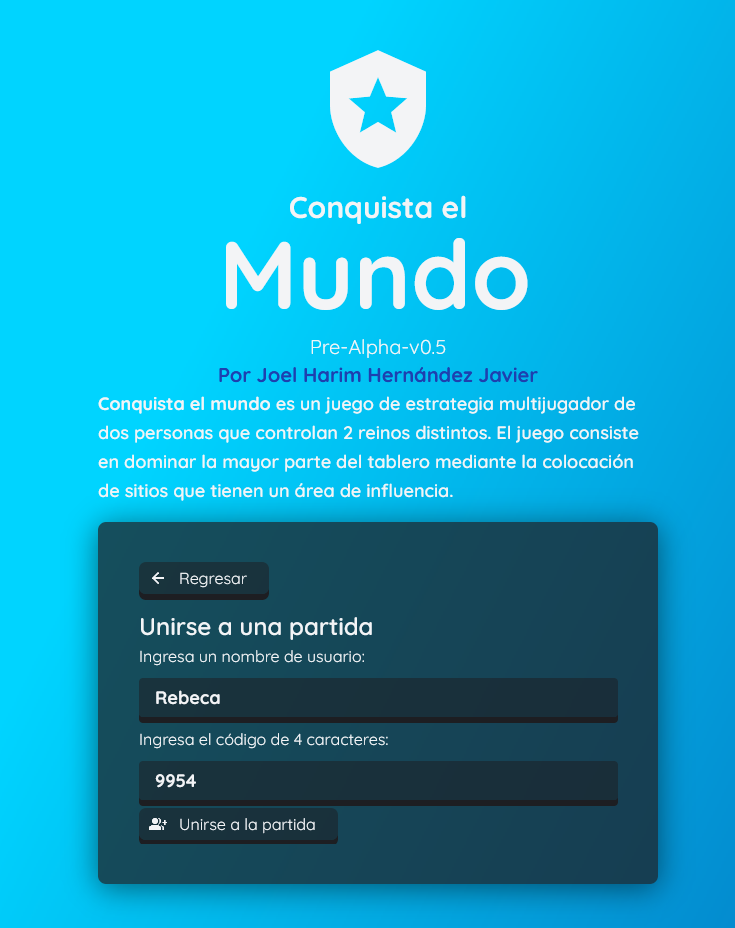 Conquista el
Mundo
Pre-Alpha-v0.5
Por Joel Harim Hernández Javier
Conquista el mundo es un juego de estrategia multijugador de
dos personas que controlan 2 reinos distintos. El juego consiste
en dominar la mayor parte del tablero mediante la colocación
de sitios que tienen un área de influencia.
Regresar
Unirse a una partida
Ingresa un nombre de usuario:
Rebeca
Ingresa el código de 4 caracteres:
9954
Unirse a la partida